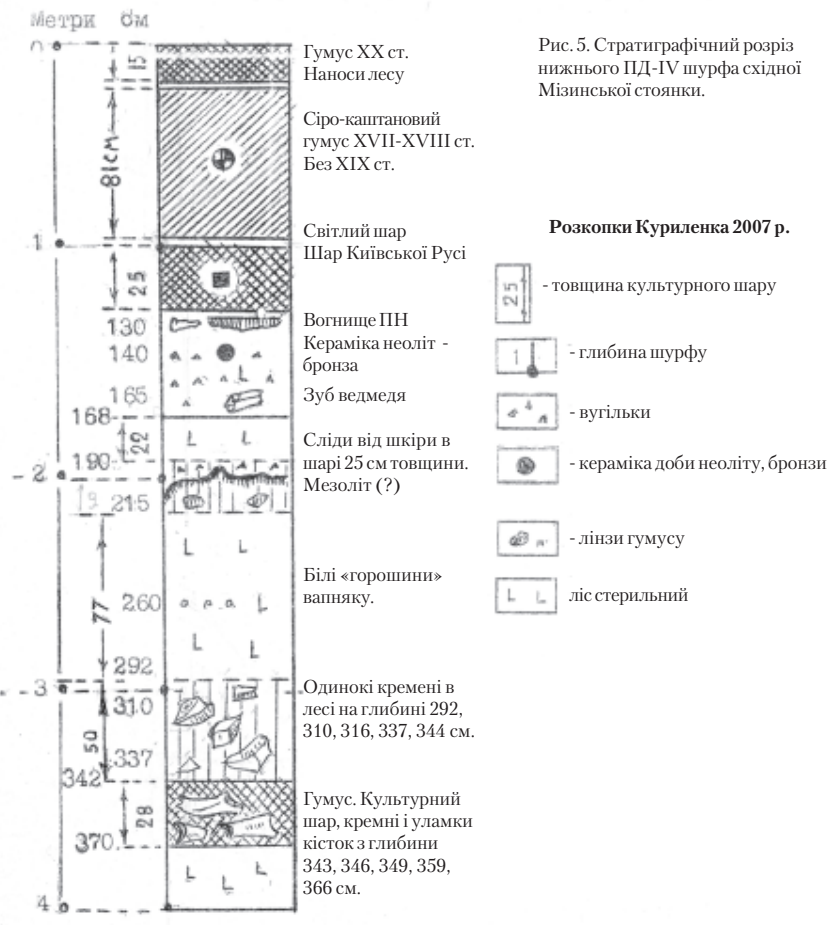 Метри см
0
15
Гумус XX ст.
Наноси лесу
Рис. 5. Стратиграфічний розріз
нижнього ПД-IV шурфа східної
Мізинської стоянки.
81см
Сіро-каштановий
гумус XVII-XVIII ст.
Без XIX ст.
1
Світлий шар
Шар Київської Русі
25
130
Вогнище ПН
140
Кераміка неоліт -
бронза
165
Зуб ведмедя
168
22
190
Сліди від шкіри в
шарі 25 см товщини.
Мезоліт (?)
2
215
77
260
Білі «горошини»
вапняку.
292
3
310
50
337
342
Одинокі кремені в
лесі на глибині 292,
310, 316, 337, 344 см.
28
370
Гумус. Культурний
шар, кремні і уламки
кісток з глибини
343, 346, 349, 359,
366 см.
4
Розкопки Куриленка 2007 р.
25 - товщина культурного шару
1 - глибина шурфу
- вугільки
- кераміка доби неоліту, бронзи
- лінзи гумусу
L L ліс стерильний